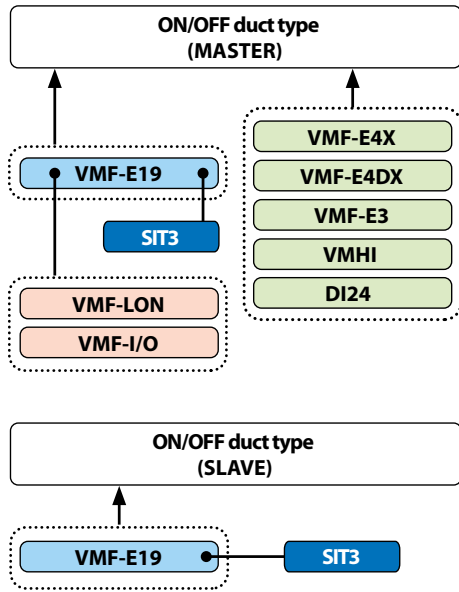 ON/OFF duct type
(MASTER)
VMF-E19
SIT3
VMF-LON
VMF-I/O
VMF-E4X
VMF-E4DX
VMF-E3
VMHI
DI24
ON/OFF duct type
(SLAVE)
VMF-E19
SIT3